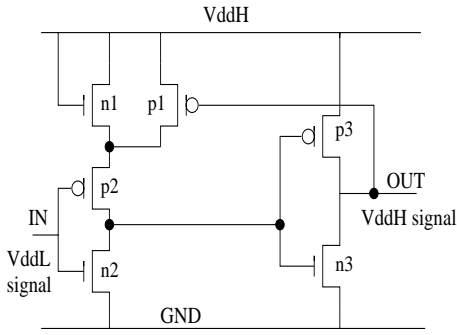 VddH
n1
p1
p3
p2
OUT
IN
VddH signal
VddL
signal
n2
n3
GND